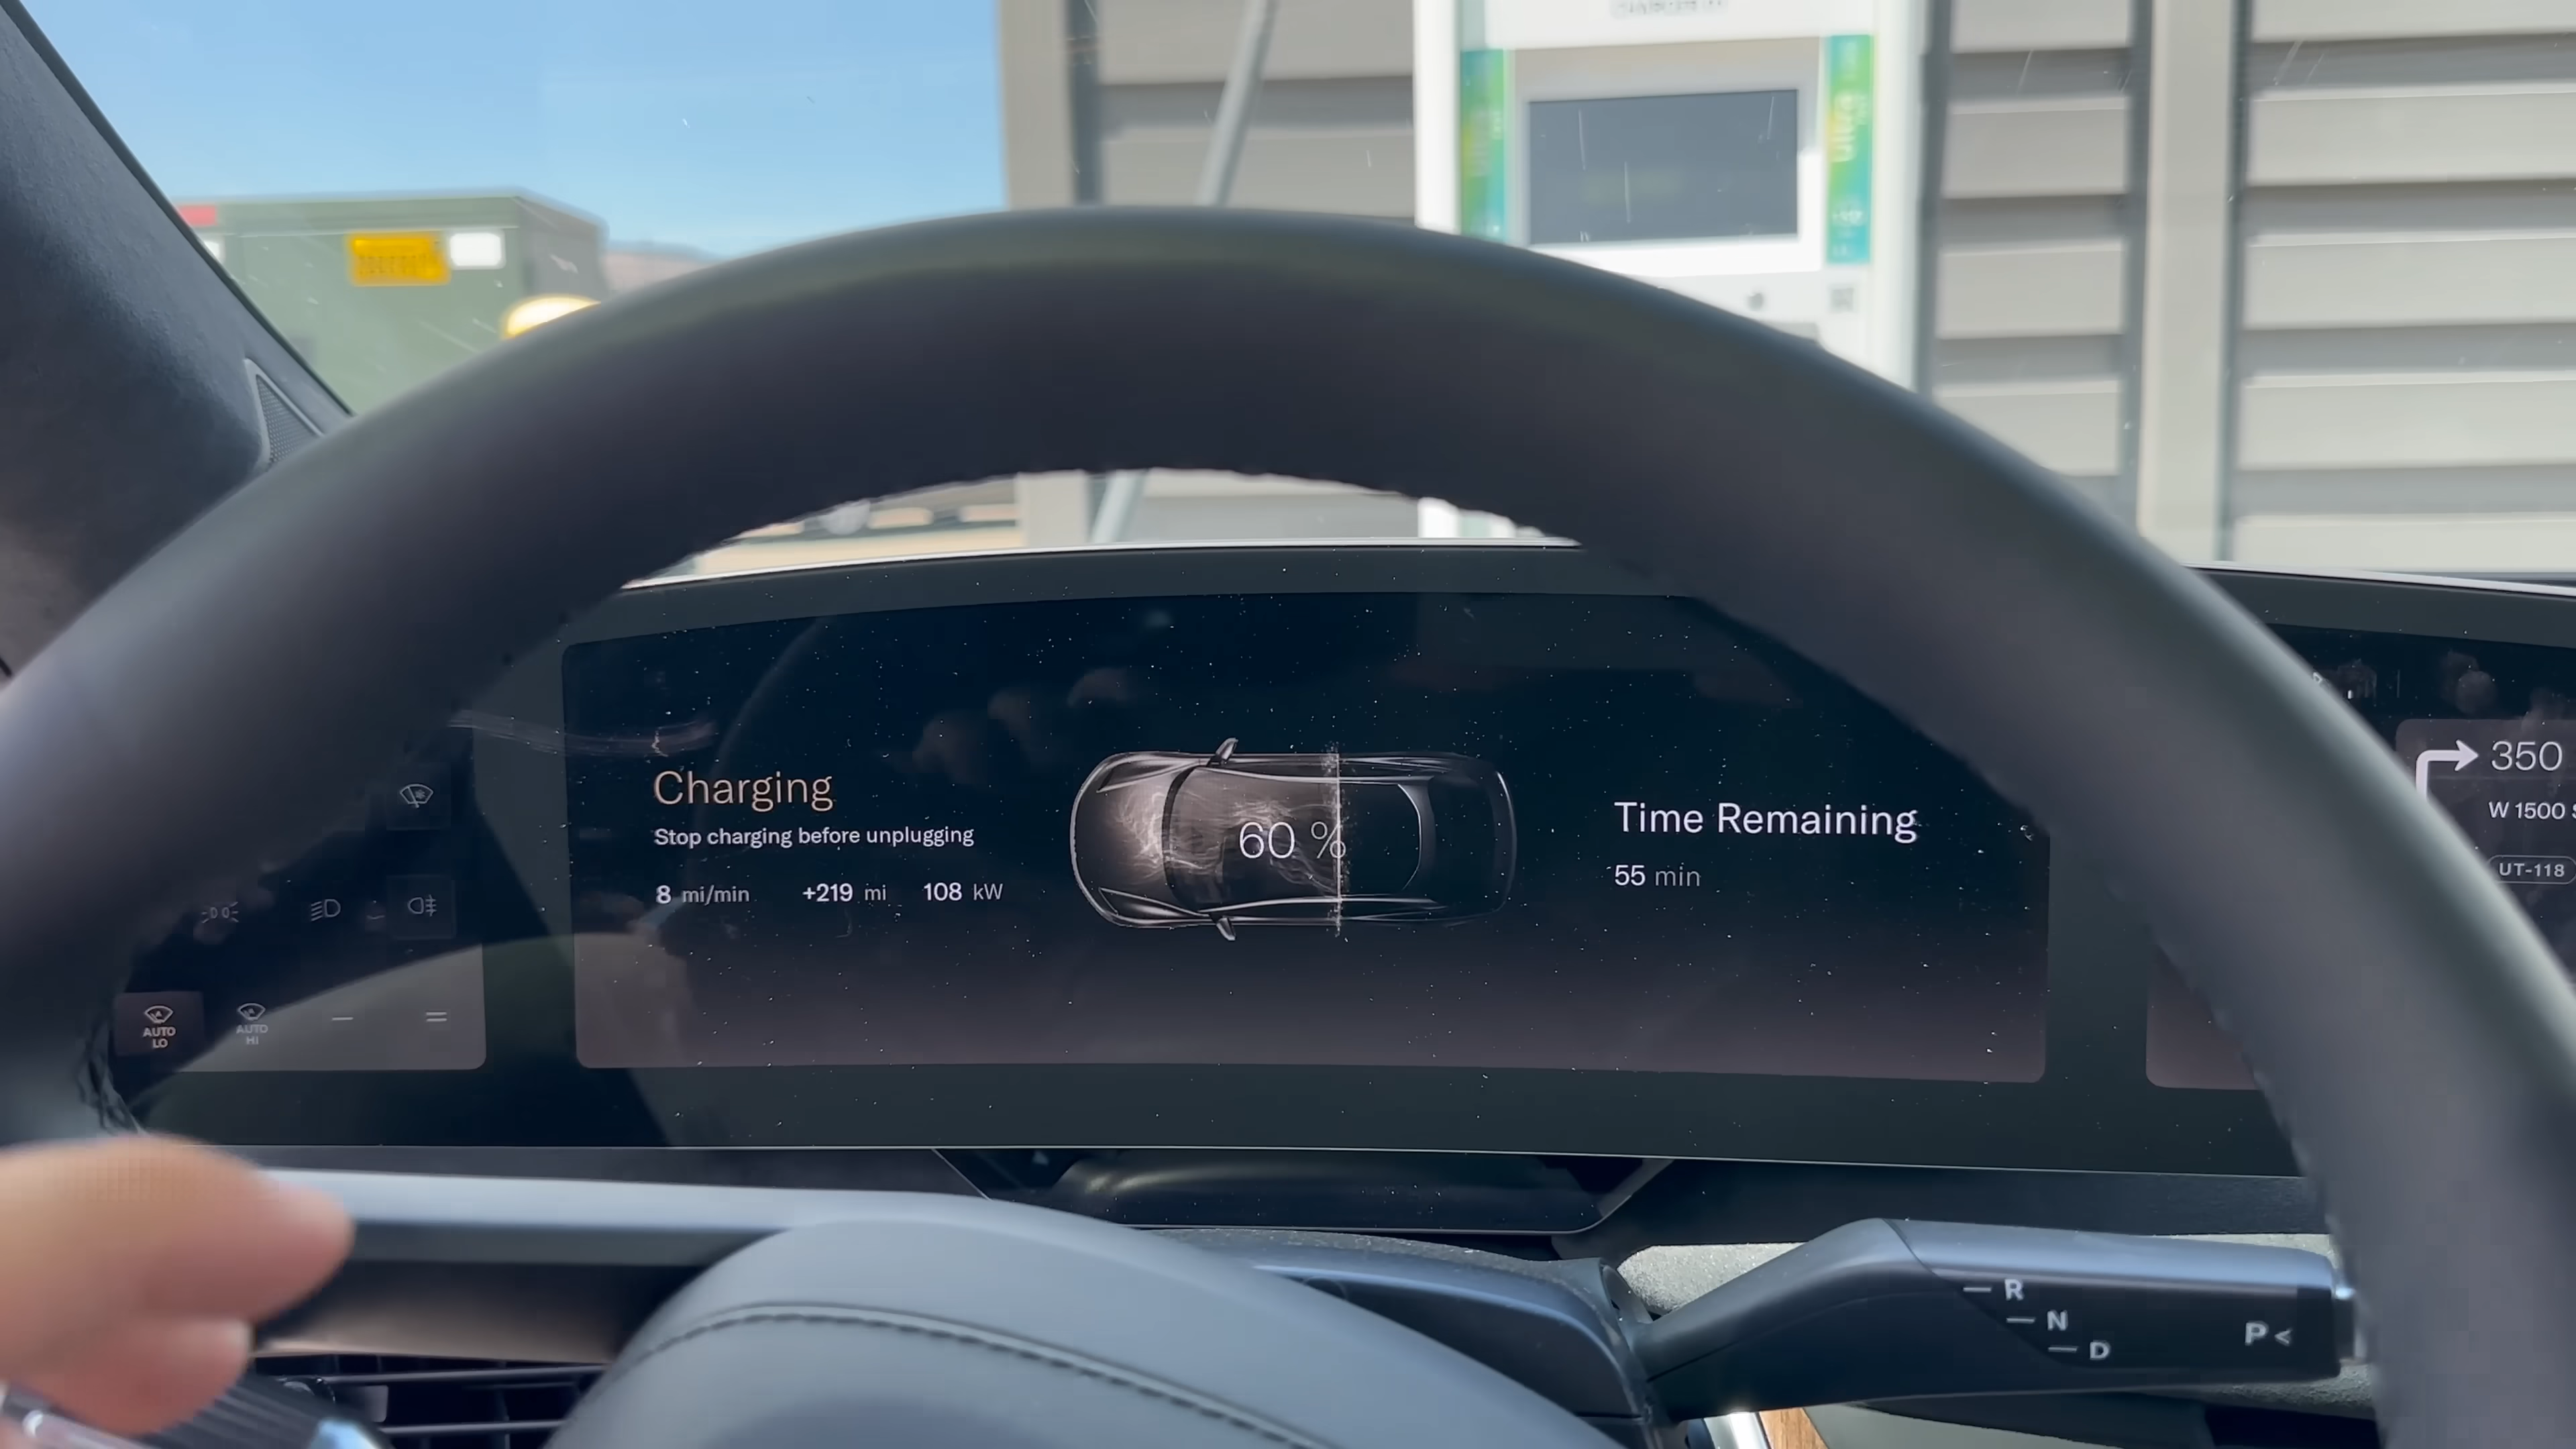 Charging
Stop charging before unplugging
8 mi/min +219 mi 108 kW
60 %
Time Remaining
55 min
350
W 1500
UT-118
AUTO LO
AUTO HI
R
N
D
P <